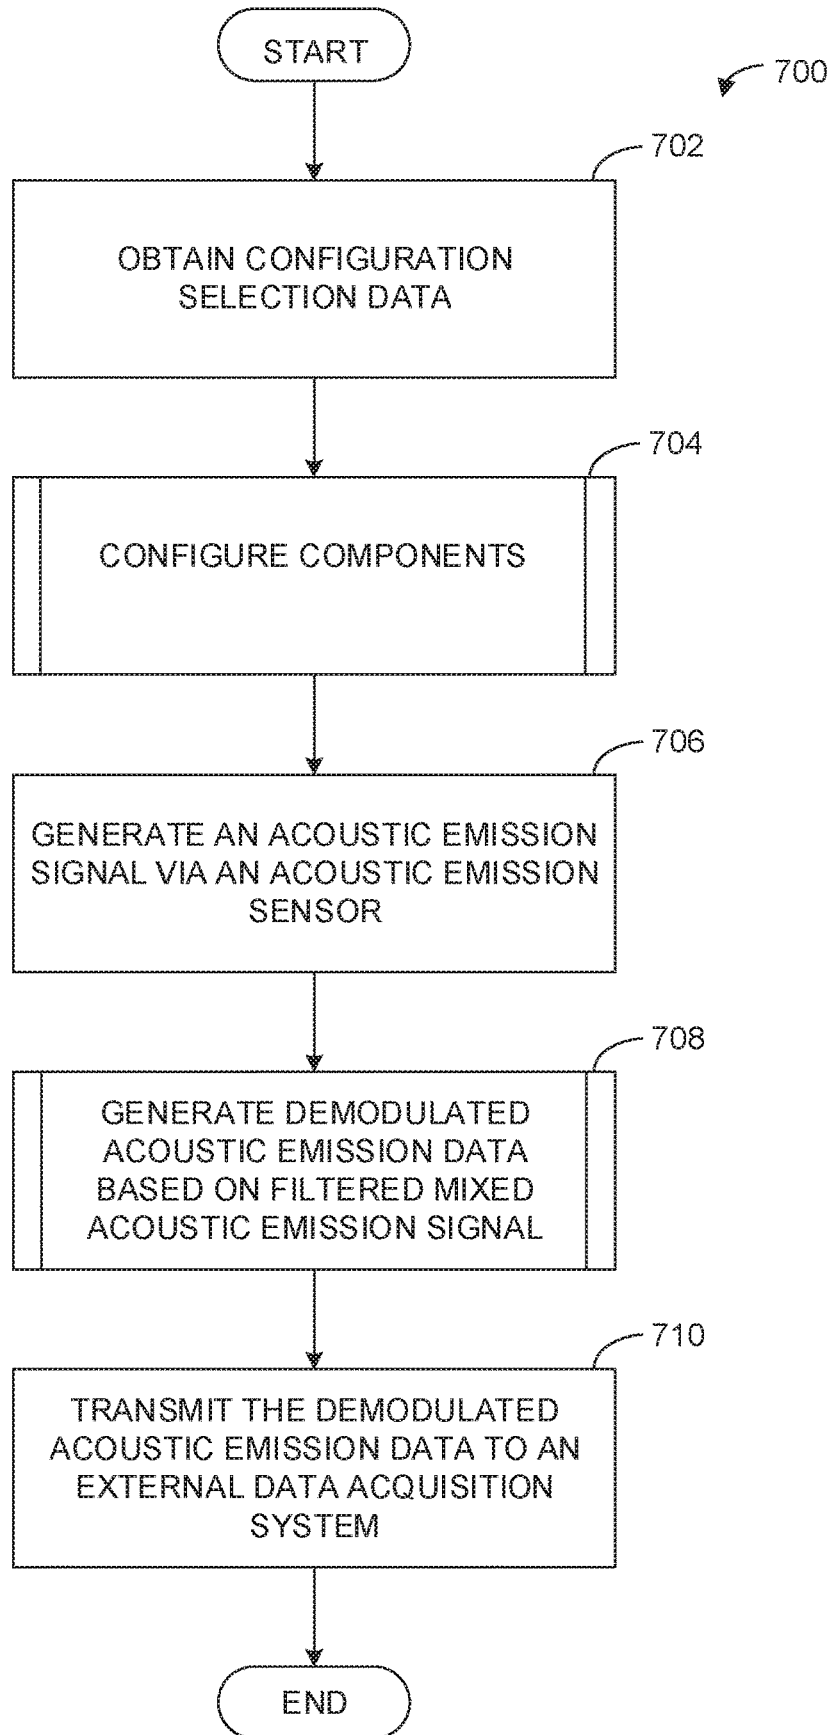 START
700
702
OBTAIN CONFIGURATION
SELECTION DATA
704
CONFIGURE COMPONENTS
706
GENERATE AN ACOUSTIC EMISSION
SIGNAL VIA AN ACOUSTIC EMISSION
SENSOR
708
GENERATE DEMODULATED
ACOUSTIC EMISSION DATA
BASED ON FILTERED MIXED
ACOUSTIC EMISSION SIGNAL
710
TRANSMIT THE DEMODULATED
ACOUSTIC EMISSION DATA TO AN
EXTERNAL DATA ACQUISITION
SYSTEM
END